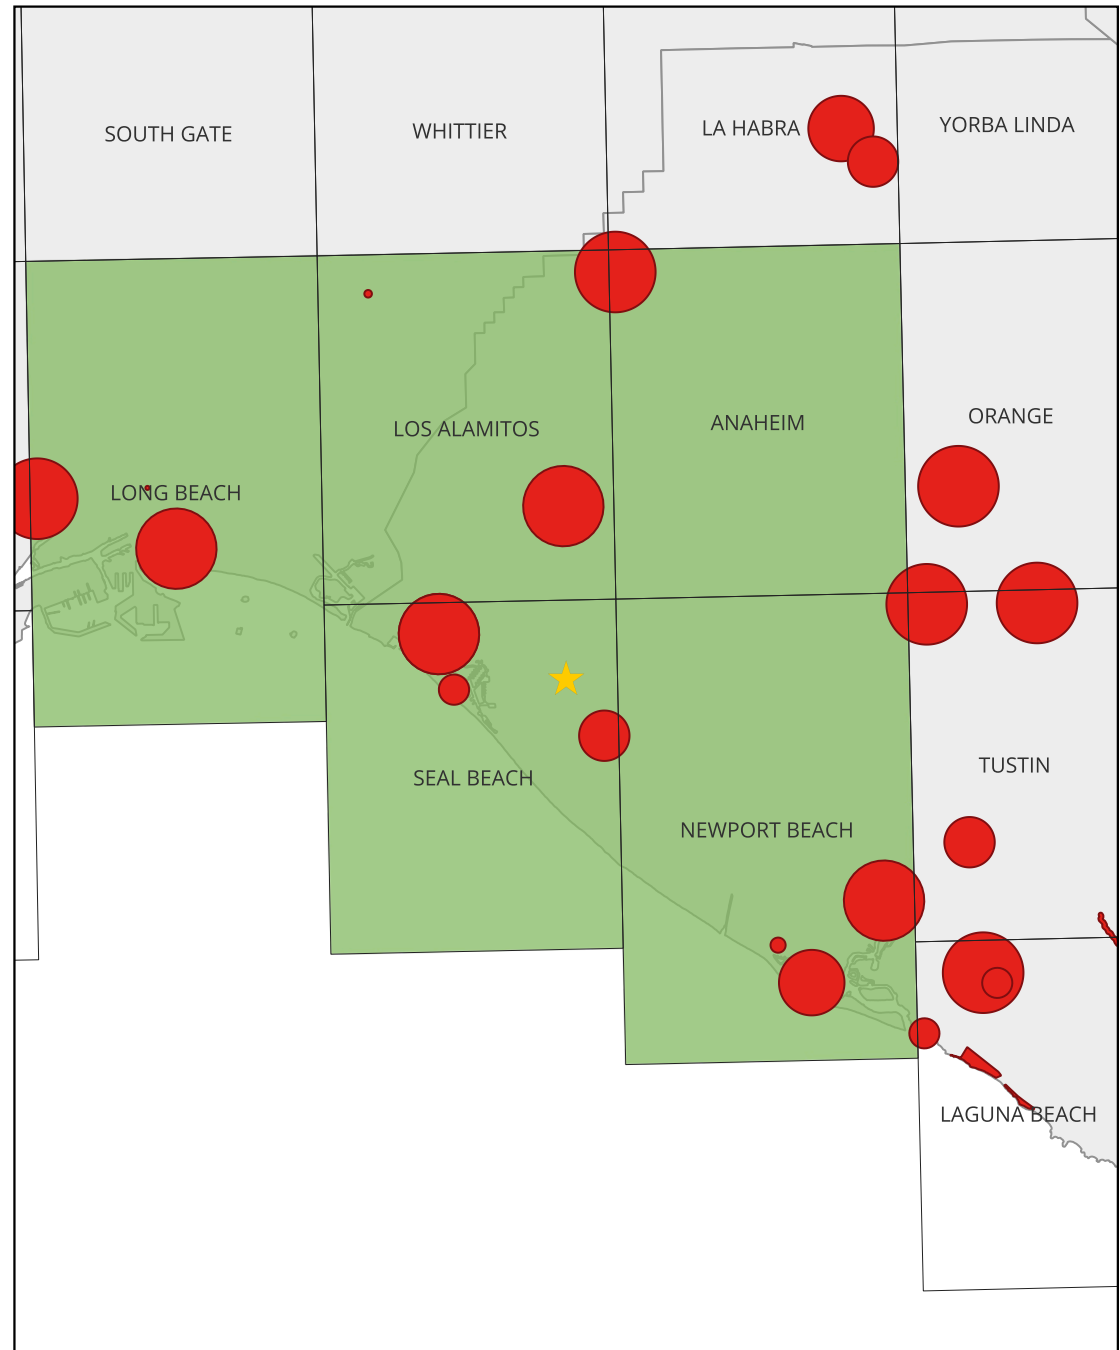 SOUTH GATE
WHITTIER
LA HABRA
YORBA LINDA
LOS ALAMITOS
ANAHEIM
ORANGE
LONG BEACH
SEAL BEACH
NEWPORT BEACH
TUSTIN
LAGUNA BEACH